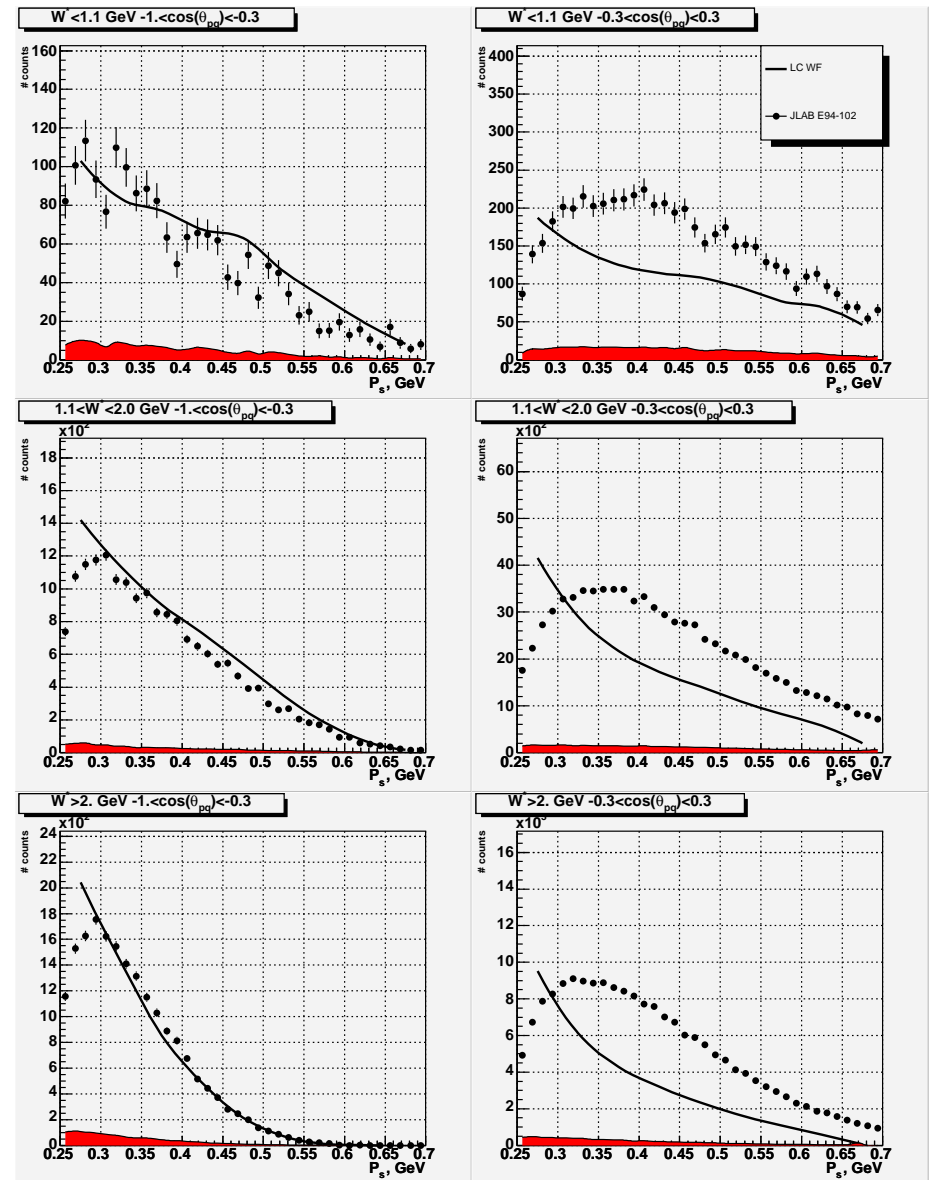 W*<1.1 GeV -1.<cos(θpq)<-0.3
# counts
160
140
120
100
80
60
40
20
0
0.25 0.3 0.35 0.4 0.45 0.5 0.55 0.6 0.65 0.7
Ps, GeV
W*<1.1 GeV -0.3<cos(θpq)<0.3
# counts
400
350
300
250
200
150
100
50
0
LC WF
JLAB E94-102
0.25 0.3 0.35 0.4 0.45 0.5 0.55 0.6 0.65 0.7
Ps, GeV
1.1<W*<2.0 GeV -1.<cos(θpq)<-0.3
x10²
# counts
18
16
14
12
10
8
6
4
2
0
0.25 0.3 0.35 0.4 0.45 0.5 0.55 0.6 0.65 0.7
Ps, GeV
1.1<W*<2.0 GeV -0.3<cos(θpq)<0.3
x10²
# counts
60
50
40
30
20
10
0
0.25 0.3 0.35 0.4 0.45 0.5 0.55 0.6 0.65 0.7
Ps, GeV
W*>2. GeV -1.<cos(θpq)<-0.3
x10²
# counts
24
22
20
18
16
14
12
10
8
6
4
2
0
0.25 0.3 0.35 0.4 0.45 0.5 0.55 0.6 0.65 0.7
Ps, GeV
W*>2. GeV -0.3<cos(θpq)<0.3
x10³
# counts
16
14
12
10
8
6
4
2
0
0.25 0.3 0.35 0.4 0.45 0.5 0.55 0.6 0.65 0.7
Ps, GeV